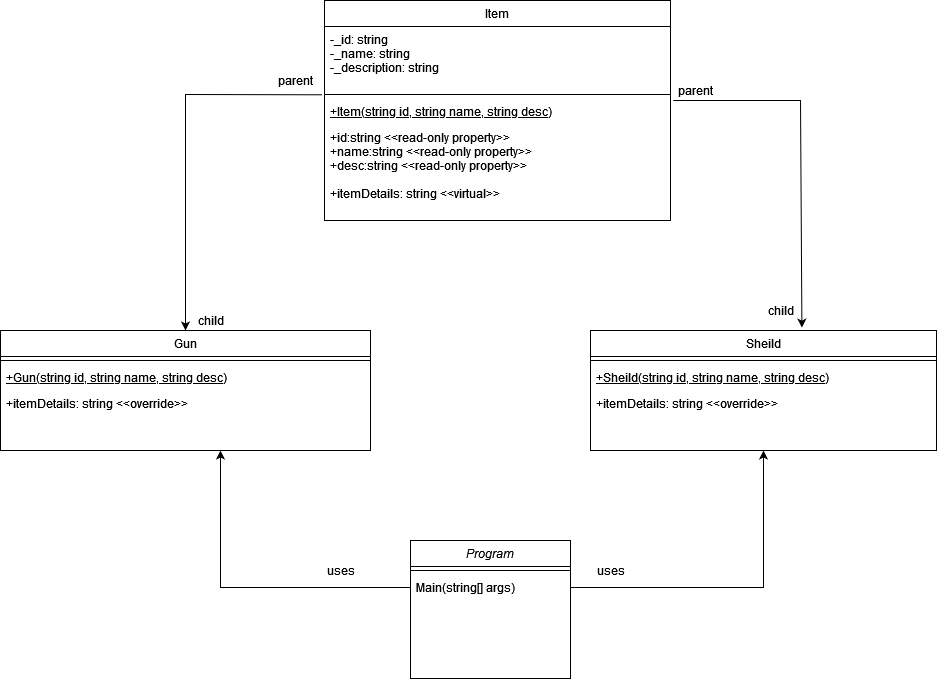 Item
-_id: string
-_name: string
-_description: string
parent
parent
+Item(string id, string name, string desc)
+id:string <<read-only property>>
+name:string <<read-only property>>
+desc:string <<read-only property>>
+itemDetails: string <<virtual>>
child
child
Gun
+Gun(string id, string name, string desc)
+itemDetails: string <<override>>
Sheild
+Sheild(string id, string name, string desc)
+itemDetails: string <<override>>
Program
uses
uses
Main(string[] args)